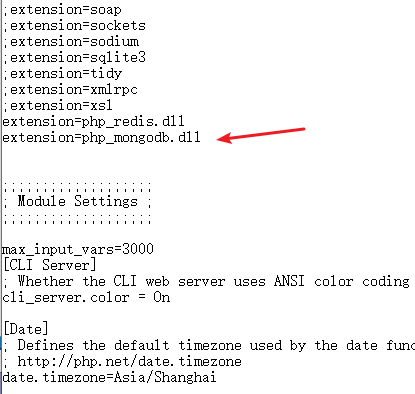 ;extension=soap
;extension=sockets
;extension=sodium
;extension=sqlite3
;extension=tidy
;extension=xmlrpc
;extension=xsl
extension=php_redis.dll
extension=php_mongodb.dll
;;;;;;;;;;;;;;;;;;;
; Module Settings ;
;;;;;;;;;;;;;;;;;;;
max_input_vars=3000
[CLI Server]
; Whether the CLI web server uses ANSI color coding
cli_server.color = On
[Date]
; Defines the default timezone used by the date func
; http://php.net/date.timezone
date.timezone=Asia/Shanghai